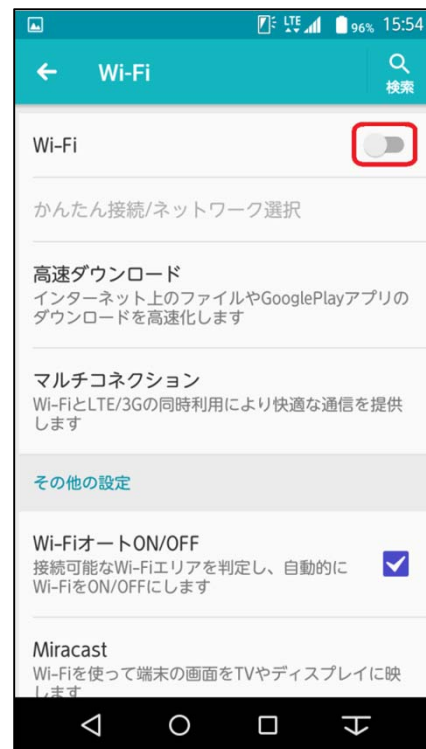 LTE 96% 15:54
Wi-Fi
検索
Wi-Fi
かんたん接続/ネットワーク選択
高速ダウンロード
インターネット上のファイルやGooglePlayアプリの
ダウンロードを高速化します
マルチコネクション
Wi-FiとLTE/3Gの同時利用により快適な通信を提供
します
その他の設定
Wi-FiオートON/OFF
接続可能なWi-Fiエリアを判定し、自動的に
Wi-FiをON/OFFにします
Miracast
Wi-Fiを使って端末の画面をTVやディスプレイに映
します